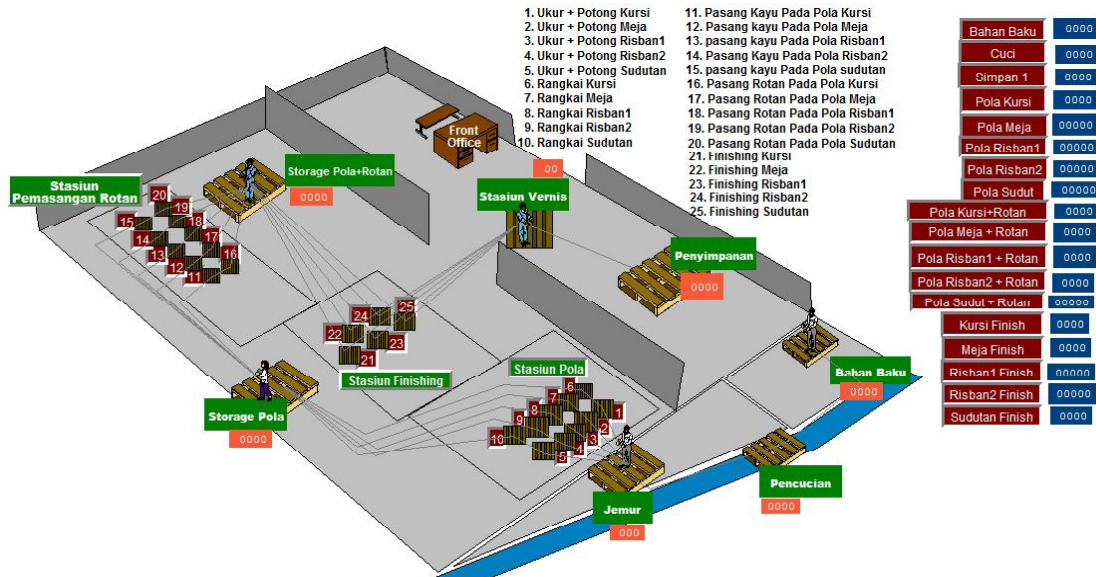 1. Ukur + Potong Kursi
2. Ukur + Potong Meja
3. Ukur + Potong Risban1
4. Ukur + Potong Risban2
5. Ukur + Potong Sudutan
6. Rangkai Kursi
7. Rangkai Meja
8. Rangkai Risban1
9. Rangkai Risban2
10. Rangkai Sudutan
11. Pasang Kayu Pada Pola Kursi
12. Pasang Kayu Pada Pola Meja
13. pasang kayu Pada Pola Risban1
14. Pasang Kayu Pada Pola Risban2
15. pasang kayu Pada Pola sudutan
16. Pasang Rotan Pada Pola Kursi
17. Pasang Rotan Pada Pola Meja
18. Pasang Rotan Pada Pola Risban1
19. Pasang Rotan Pada Pola Risban2
20. Pasang Rotan Pada Pola Sudutan
21. Finishing Kursi
22. Finishing Meja
23. Finishing Risban1
24. Finishing Risban2
25. Finishing Sudutan
Bahan Baku 0000
Cuci 0000
Simpan 1 0000
Pola Kursi 0000
Pola Meja 00000
Pola Risban1 00000
Pola Risban2 00000
Pola Sudut 00000
Pola Kursi+Rotan 0000
Pola Meja + Rotan 0000
Pola Risban1 + Rotan 0000
Pola Risban2 + Rotan 0000
Pola Sudut + Rotan 00000
Kursi Finish 0000
Meja Finish 0000
Risban1 Finish 00000
Risban2 Finish 00000
Sudutan Finish 0000
Front
Office
00
Stasiun Vernis
Storage Pola+Rotan
0000
Stasiun
Pemasangan Rotan
20
19
18
17
16
15
14
13
12
11
Penyimpanan
0000
25
24
23
22
21
Stasiun Finishing
Stasiun Pola
6
7
8
9
10
1
2
3
4
5
Bahan Baku
0000
Storage Pola
0000
Pencucian
0000
Jemur
000